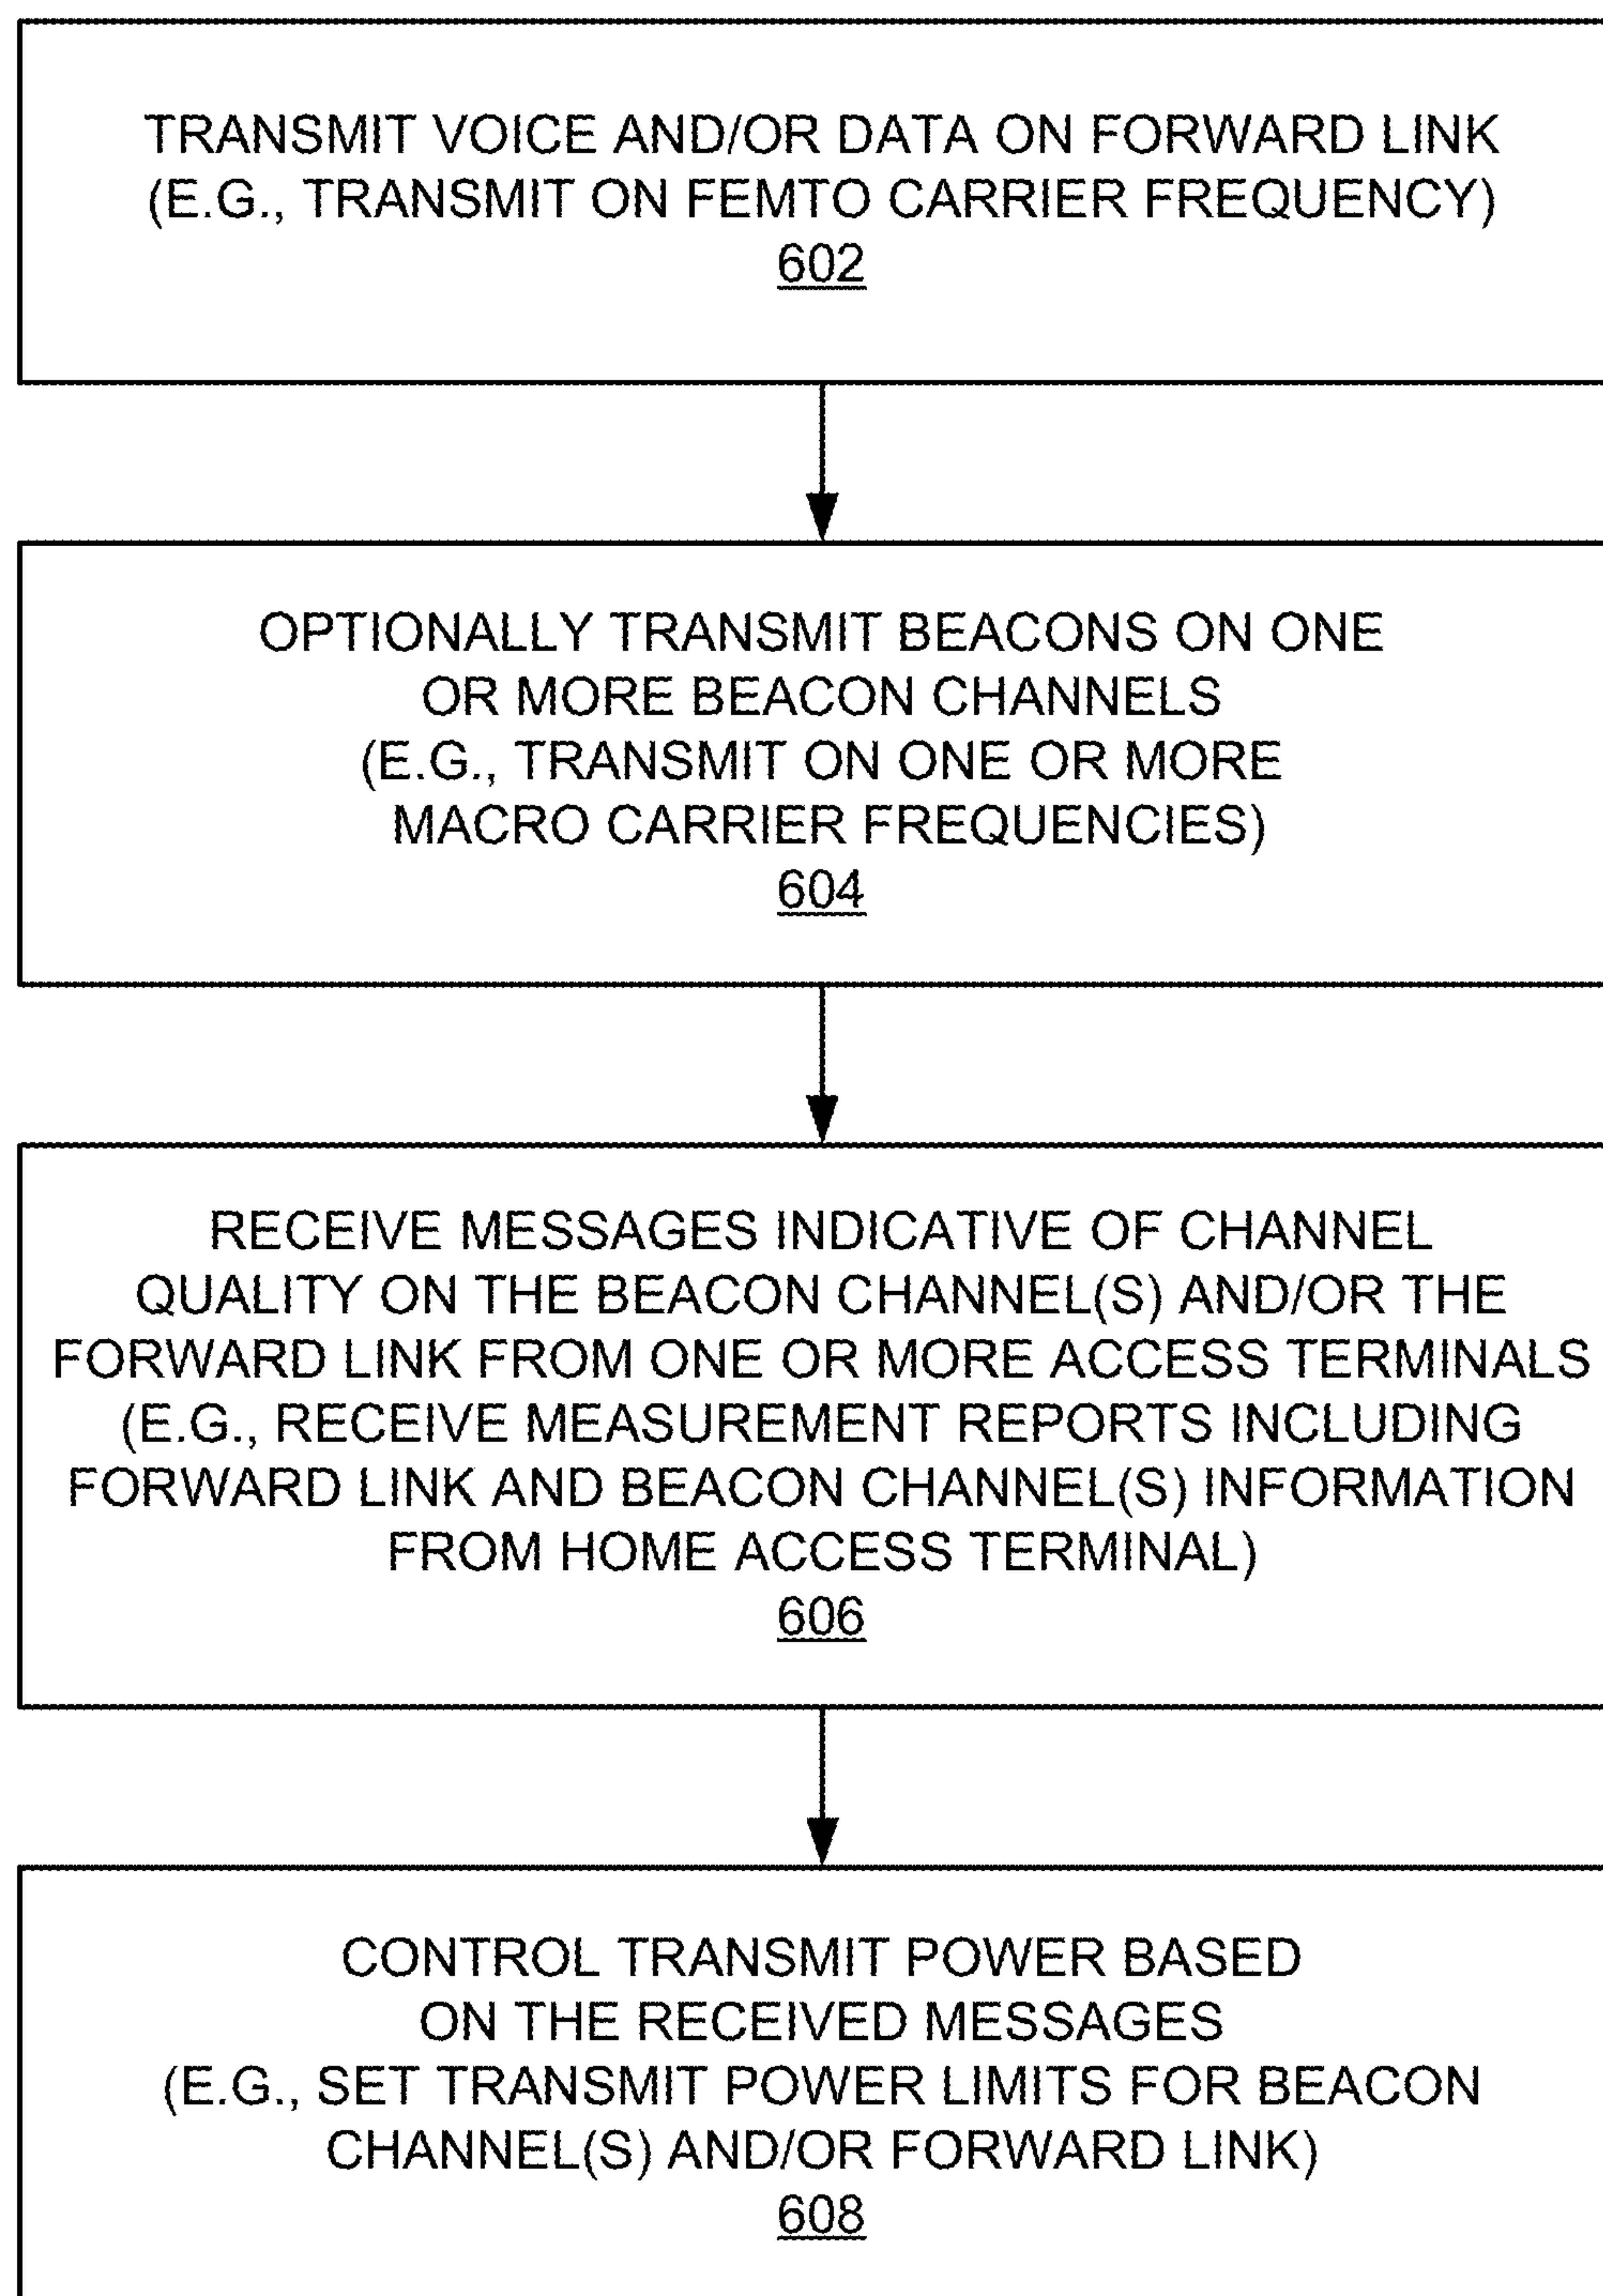 TRANSMIT VOICE AND/OR DATA ON FORWARD LINK
(E.G., TRANSMIT ON FEMTO CARRIER FREQUENCY)
602
OPTIONALLY TRANSMIT BEACONS ON ONE
OR MORE BEACON CHANNELS
(E.G., TRANSMIT ON ONE OR MORE
MACRO CARRIER FREQUENCIES)
604
RECEIVE MESSAGES INDICATIVE OF CHANNEL
QUALITY ON THE BEACON CHANNEL(S) AND/OR THE
FORWARD LINK FROM ONE OR MORE ACCESS TERMINALS
(E.G., RECEIVE MEASUREMENT REPORTS INCLUDING
FORWARD LINK AND BEACON CHANNEL(S) INFORMATION
FROM HOME ACCESS TERMINAL)
606
CONTROL TRANSMIT POWER BASED
ON THE RECEIVED MESSAGES
(E.G., SET TRANSMIT POWER LIMITS FOR BEACON
CHANNEL(S) AND/OR FORWARD LINK)
608